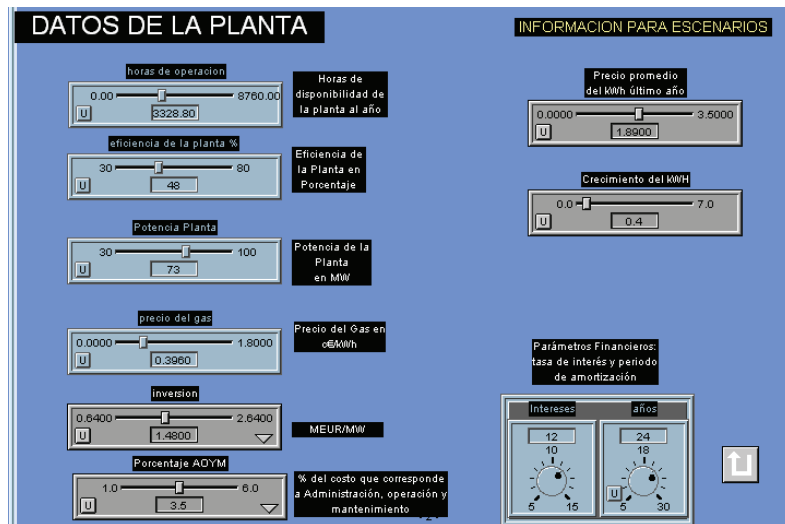 DATOS DE LA PLANTA
INFORMACION PARA ESCENARIOS
horas de operacion
0.00
8760.00
U
3328.80
Horas de
disponibilidad de
la planta al año
eficiencia de la planta %
30
80
U
48
Eficiencia de
la Planta en
Porcentaje
Potencia Planta
30
100
U
73
Potencia de la
Planta
en MW
precio del gas
0.0000
1.8000
U
0.3960
Precio del Gas en
c€/kWh
inversion
0.6400
2.6400
U
1.4800
MEUR/MW
Porcentaje AOYM
1.0
6.0
U
3.5
% del costo que corresponde
a Administración, operación y
mantenimiento
Precio promedio
del kWh último año
0.0000
3.5000
U
1.8900
Crecimiento del kWH
0.0
7.0
U
0.4
Parámetros Financieros:
tasa de interés y periodo
de amortización
Intereses
12
10
5
15
años
24
18
U
5
30